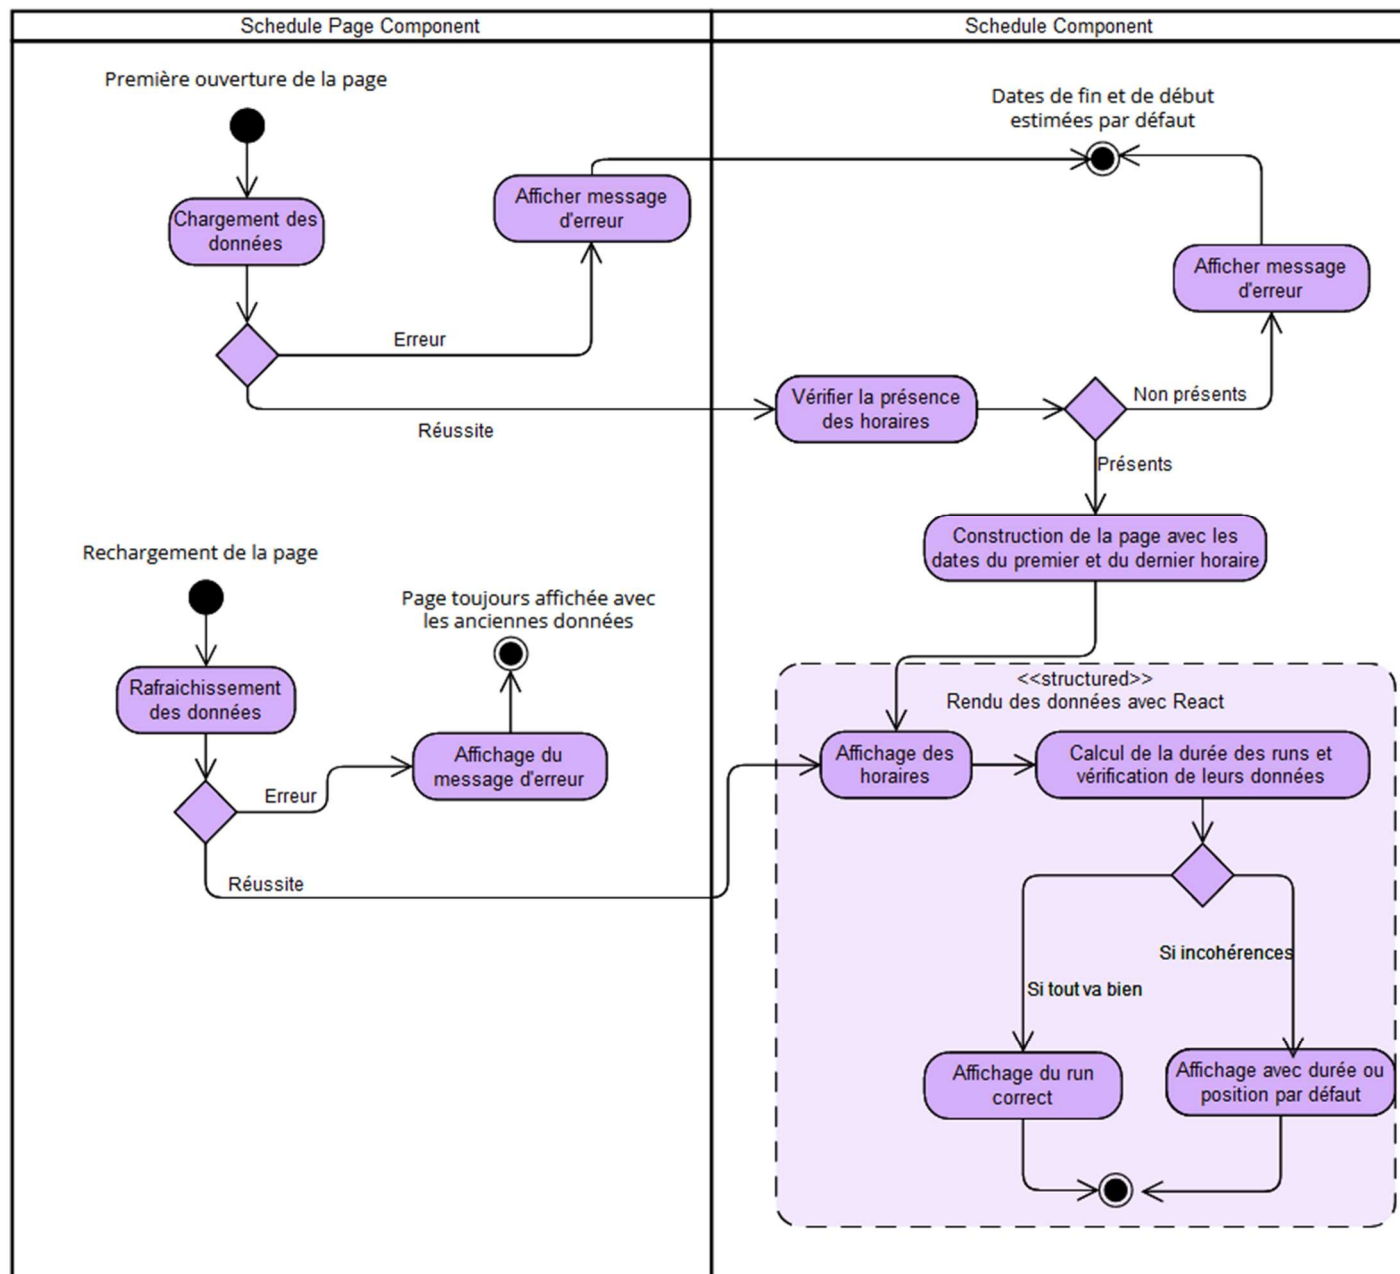 Schedule Page Component
Schedule Component
Première ouverture de la page
Dates de fin et de début
estimées par défaut
Chargement des
données
Afficher message
d'erreur
Afficher message
d'erreur
Erreur
Réussite
Vérifier la présence
des horaires
Non présents
Présents
Construction de la page avec les
dates du premier et du dernier horaire
Rechargement de la page
Page toujours affichée avec
les anciennes données
Rafraichissement
des données
Affichage du
message d'erreur
Erreur
Réussite
<<structured>>
Rendu des données avec React
Affichage des
horaires
Calcul de la durée des runs et
vérification de leurs données
Si incohérences
Si tout va bien
Affichage du run
correct
Affichage avec durée ou
position par défaut